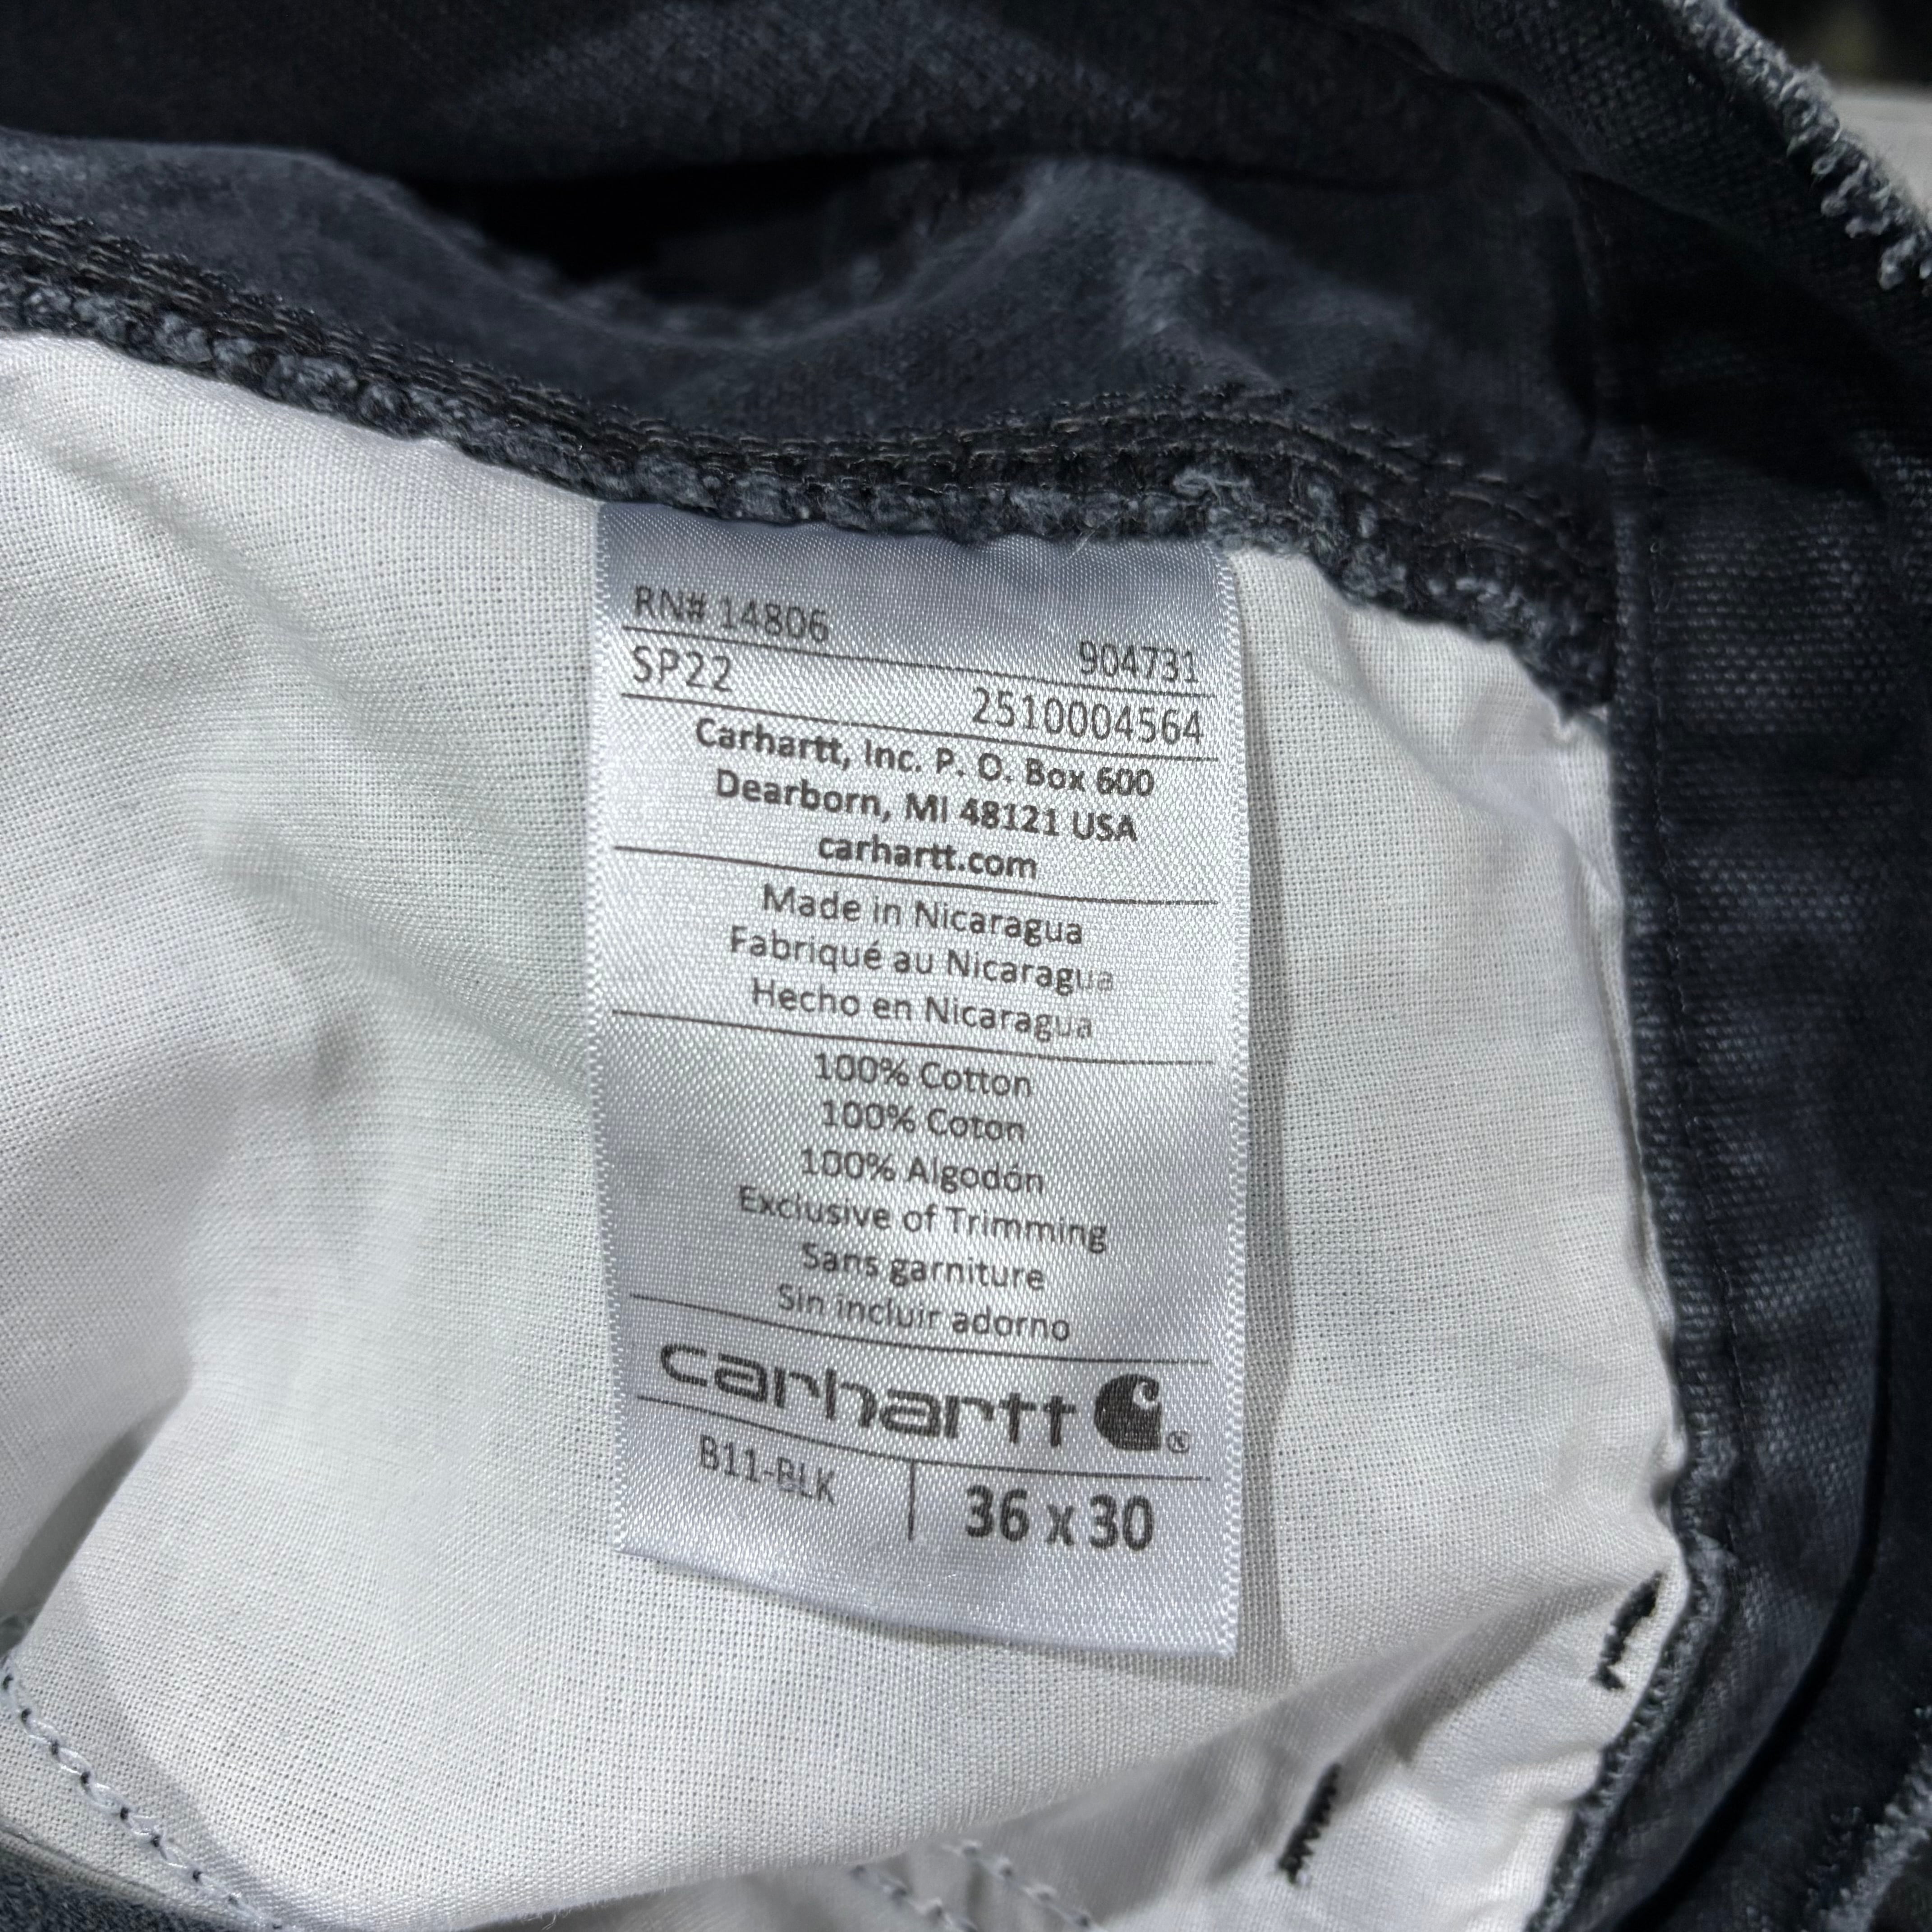 RN# 14806 904731
SP22 2510004564
Carhartt, Inc. P. O. Box 600
Dearborn, MI 48121 USA
carhartt.com
Made in Nicaragua
Fabriqué au Nicaragua
Hecho en Nicaragua
100% Cotton
100% Coton
100% Algodón
Exclusive of Trimming
Sans garniture
Sin incluir adorno
carhartt ®
B11-BLK 36 x 30